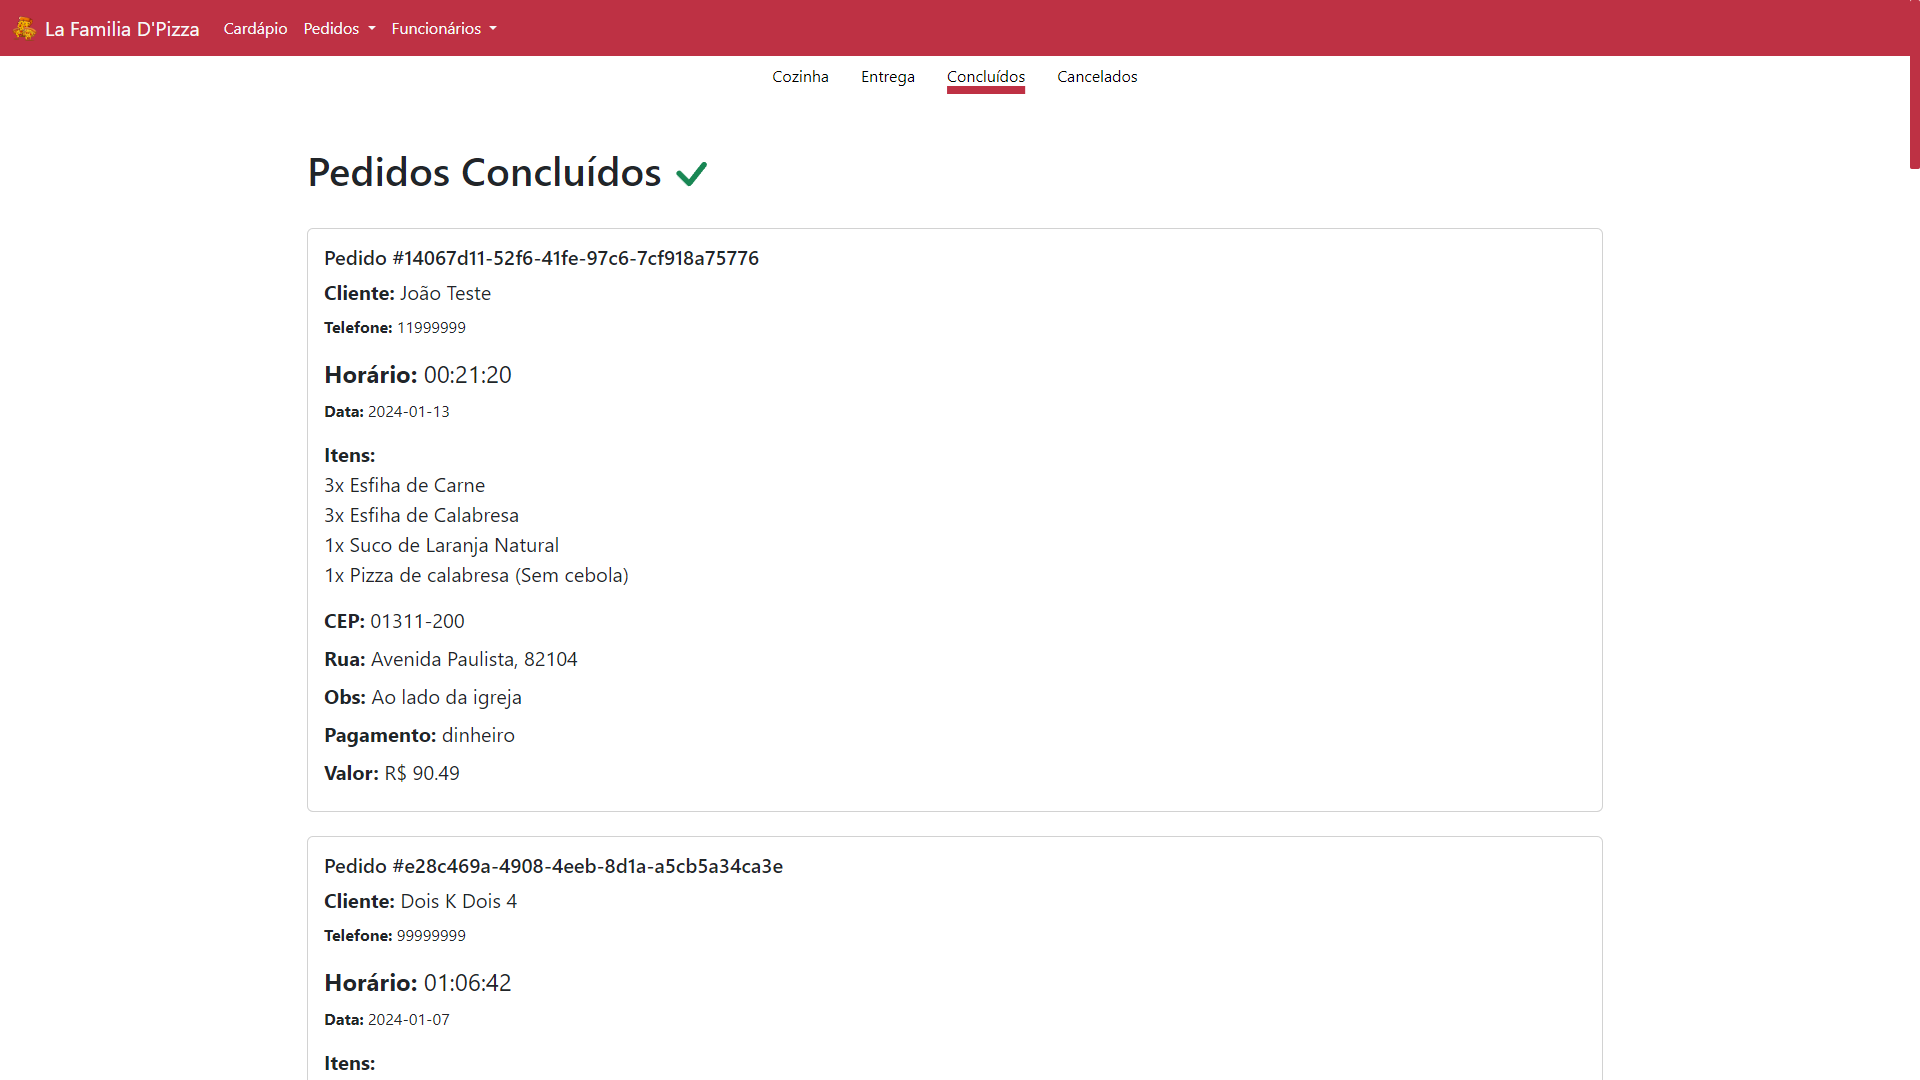 La Familia D'Pizza Cardápio Pedidos Funcionários
Cozinha Entrega Concluídos Cancelados
Pedidos Concluídos
Pedido #14067d11-52f6-41fe-97c6-7cf918a75776
Cliente: João Teste
Telefone: 11999999
Horário: 00:21:20
Data: 2024-01-13
Itens:
3x Esfiha de Carne
3x Esfiha de Calabresa
1x Suco de Laranja Natural
1x Pizza de calabresa (Sem cebola)
CEP: 01311-200
Rua: Avenida Paulista, 82104
Obs: Ao lado da igreja
Pagamento: dinheiro
Valor: R$ 90.49
Pedido #e28c469a-4908-4eeb-8d1a-a5cb5a34ca3e
Cliente: Dois K Dois 4
Telefone: 99999999
Horário: 01:06:42
Data: 2024-01-07
Itens: